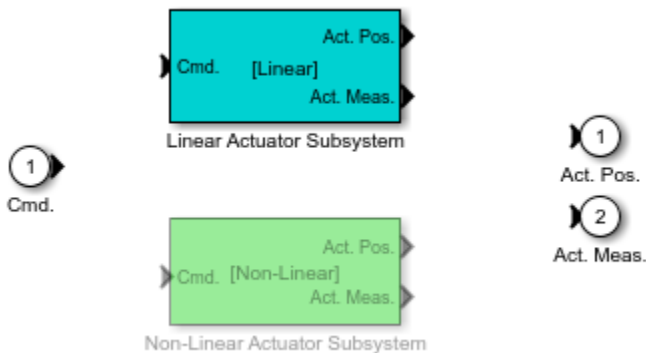 Act. Pos.
Cmd. [Linear]
Act. Meas.
Linear Actuator Subsystem
1
Cmd.
1
Act. Pos.
2
Act. Meas.
Act. Pos.
Cmd. [Non-Linear]
Act. Meas.
Non-Linear Actuator Subsystem